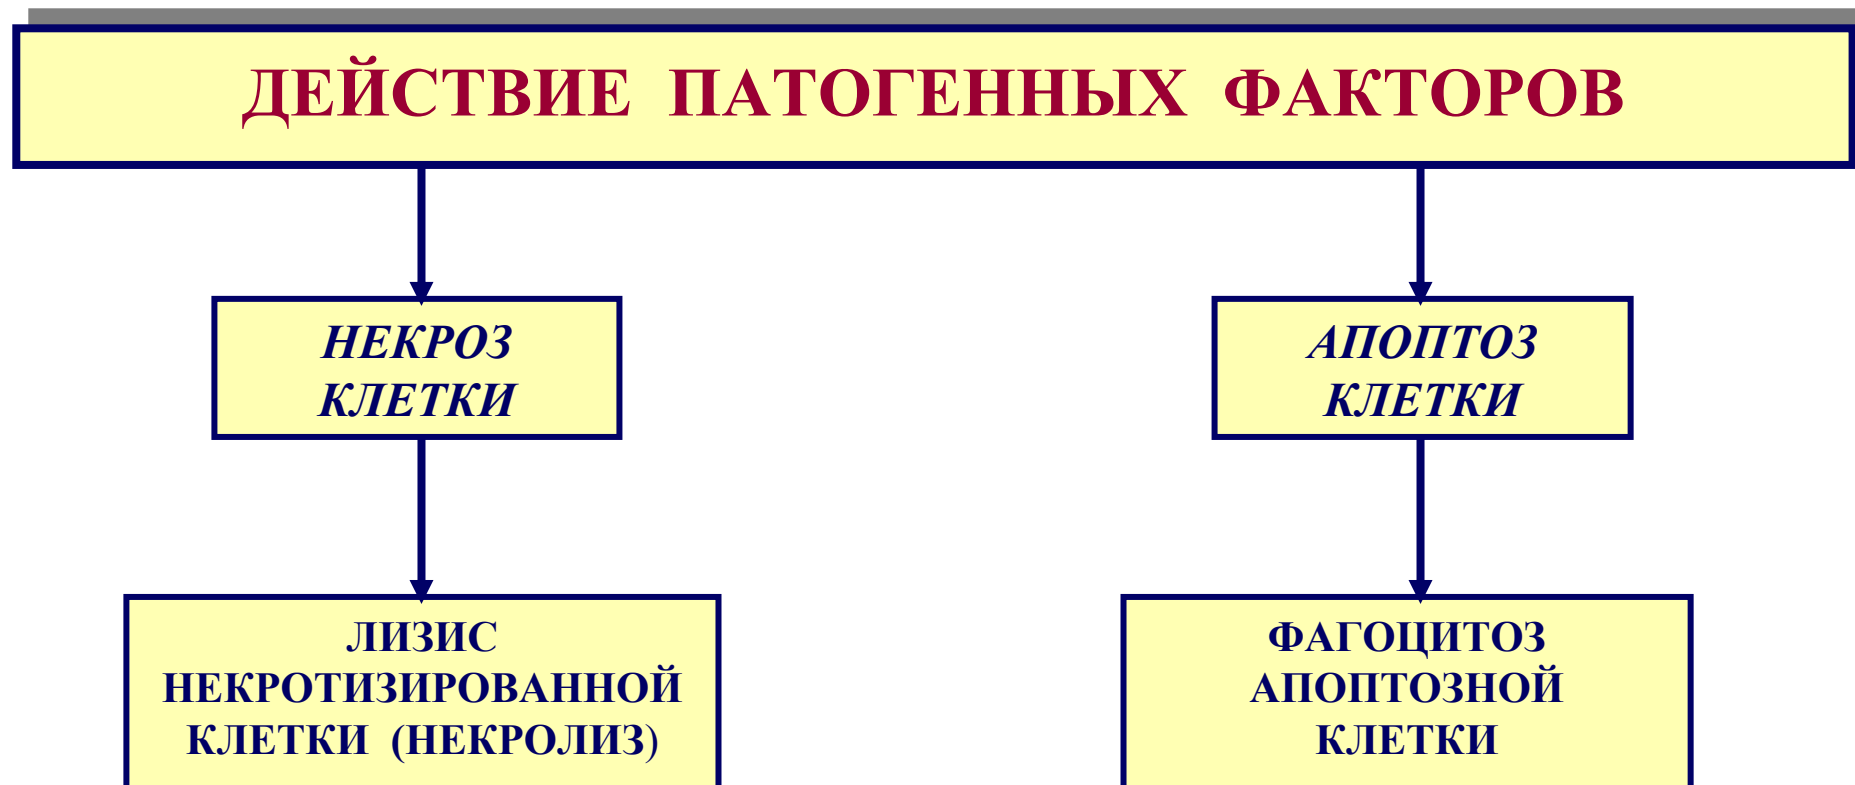 ДЕЙСТВИЕ ПАТОГЕННЫХ ФАКТОРОВ
НЕКРОЗ
КЛЕТКИ
АПОПТОЗ
КЛЕТКИ
ЛИЗИС
НЕКРОТИЗИРОВАННОЙ
КЛЕТКИ (НЕКРОЛИЗ)
ФАГОЦИТОЗ
АПОПТОЗНОЙ
КЛЕТКИ